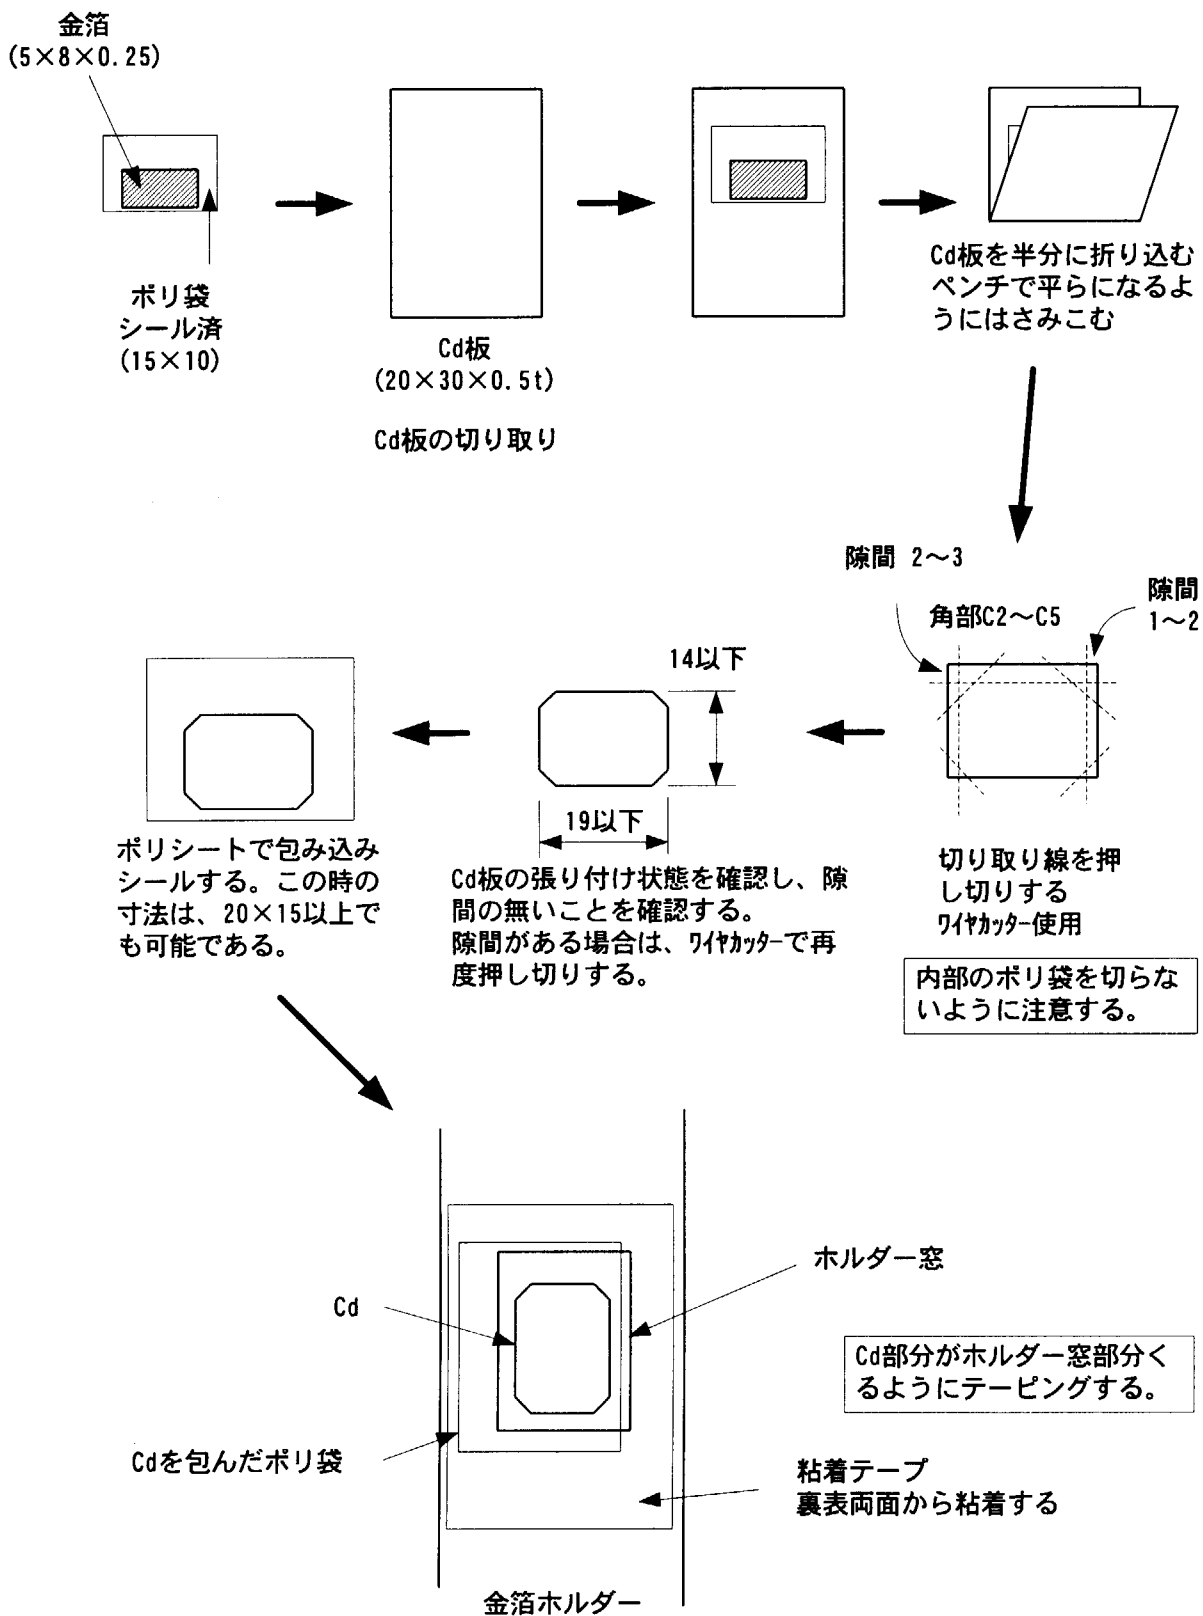 金箔
(5×8×0.25)
ポリ袋
シール済
(15×10)
Cd板
(20×30×0.5t)
Cd板の切り取り
Cd板を半分に折り込む
ペンチで平らになるよ
うにはさみこむ
隙間 2～3
角部C2～C5
隙間
1～2
切り取り線を押
し切りする
ﾜｲﾔｶｯﾀｰ使用
内部のポリ袋を切らな
いように注意する。
14以下
19以下
Cd板の張り付け状態を確認し、隙
間の無いことを確認する。
隙間がある場合は、ﾜｲﾔｶｯﾀｰで再
度押し切りする。
ポリシートで包み込み
シールする。この時の
寸法は、20×15以上で
も可能である。
ホルダー窓
Cd
Cd部分がホルダー窓部分く
るようにテーピングする。
Cdを包んだポリ袋
粘着テープ
裏表両面から粘着する
金箔ホルダー